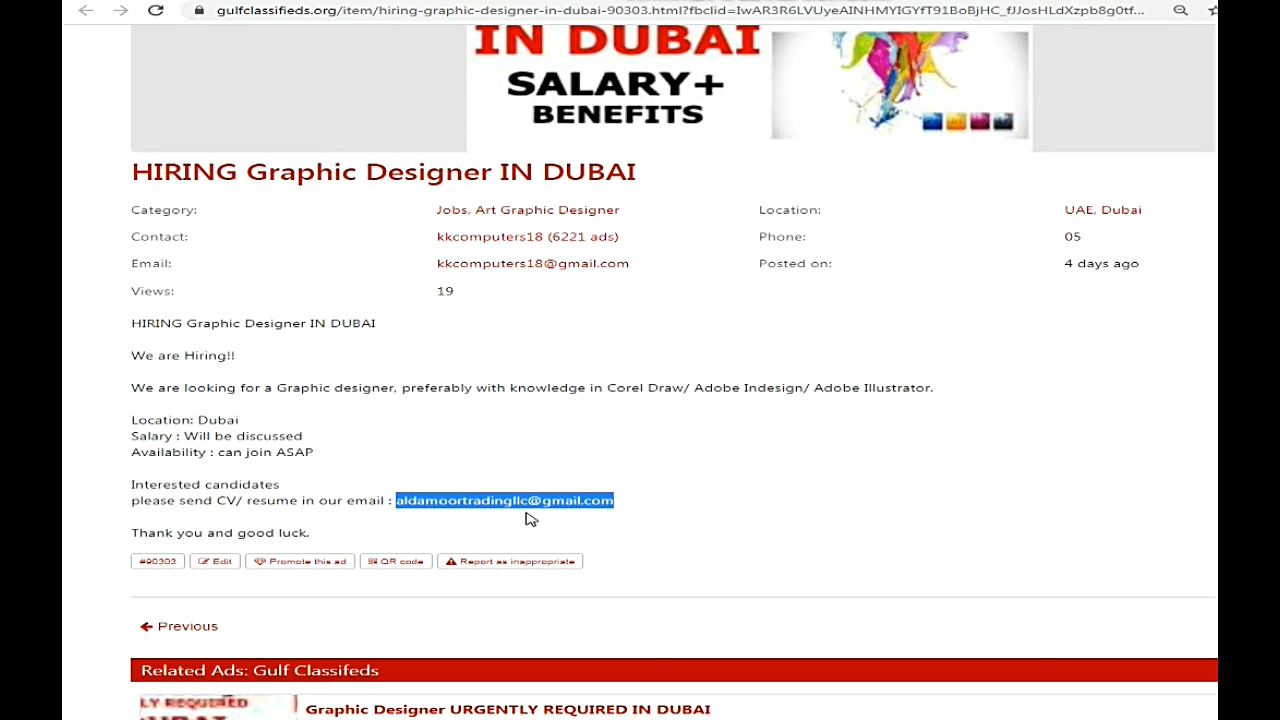 gulfclassifieds.org/item/hiring-graphic-designer-in-dubai-90303.html?fbclid=IwAR3R6LVUyeAINHMYIGYfT91BoBjHC_fJJosHLdXzpb8g0tf...
IN DUBAI
SALARY+
BENEFITS
HIRING Graphic Designer IN DUBAI
Category: Jobs, Art Graphic Designer Location: UAE, Dubai
Contact: kkcomputers18 (6221 ads) Phone: 05
Email: kkcomputers18@gmail.com Posted on: 4 days ago
Views: 19
HIRING Graphic Designer IN DUBAI
We are Hiring!!
We are looking for a Graphic designer, preferably with knowledge in Corel Draw/ Adobe Indesign/ Adobe Illustrator.
Location: Dubai
Salary : Will be discussed
Availability : can join ASAP
Interested candidates
please send CV/ resume in our email : aldamoortradingllc@gmail.com
Thank you and good luck.
#90303 Edit Promote this ad QR code Report as inappropriate
Previous
Related Ads: Gulf Classifeds
LY REQUIRED
Graphic Designer URGENTLY REQUIRED IN DUBAI